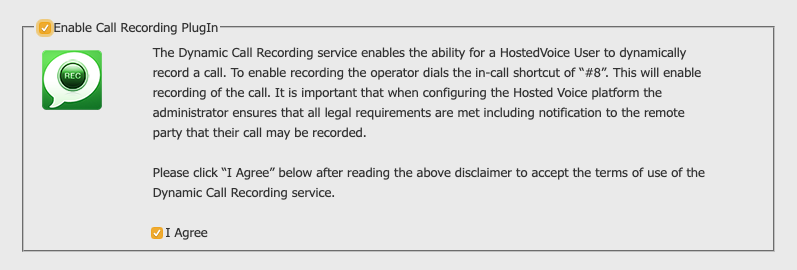 Enable Call Recording PlugIn
REC
The Dynamic Call Recording service enables the ability for a HostedVoice User to dynamically
record a call. To enable recording the operator dials the in-call shortcut of “#8”. This will enable
recording of the call. It is important that when configuring the Hosted Voice platform the
administrator ensures that all legal requirements are met including notification to the remote
party that their call may be recorded.
Please click “I Agree” below after reading the above disclaimer to accept the terms of use of the
Dynamic Call Recording service.
I Agree